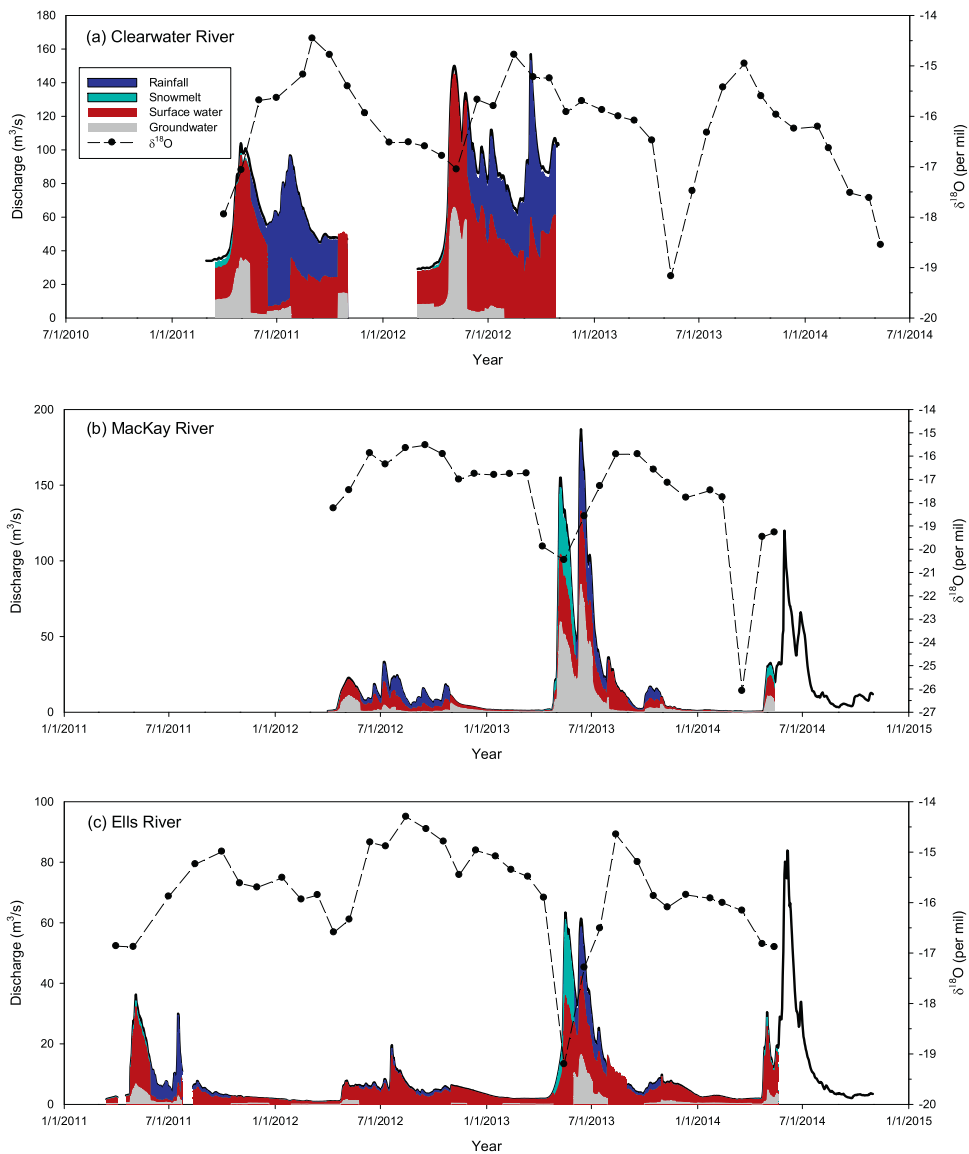 (a) Clearwater River
Rainfall
Snowmelt
Surface water
Groundwater
δ¹⁸O
Discharge (m³/s)
180
160
140
120
100
80
60
40
20
0
δ¹⁸O (per mil)
-14
-15
-16
-17
-18
-19
-20
7/1/2010 1/1/2011 7/1/2011 1/1/2012 7/1/2012 1/1/2013 7/1/2013 1/1/2014 7/1/2014
Year
(b) MacKay River
Discharge (m³/s)
200
150
100
50
0
δ¹⁸O (per mil)
-14
-15
-16
-17
-18
-19
-20
-21
-22
-23
-24
-25
-26
-27
1/1/2011 7/1/2011 1/1/2012 7/1/2012 1/1/2013 7/1/2013 1/1/2014 7/1/2014 1/1/2015
Year
(c) Ells River
Discharge (m³/s)
100
80
60
40
20
0
δ¹⁸O (per mil)
-14
-15
-16
-17
-18
-19
-20
1/1/2011 7/1/2011 1/1/2012 7/1/2012 1/1/2013 7/1/2013 1/1/2014 7/1/2014 1/1/2015
Year